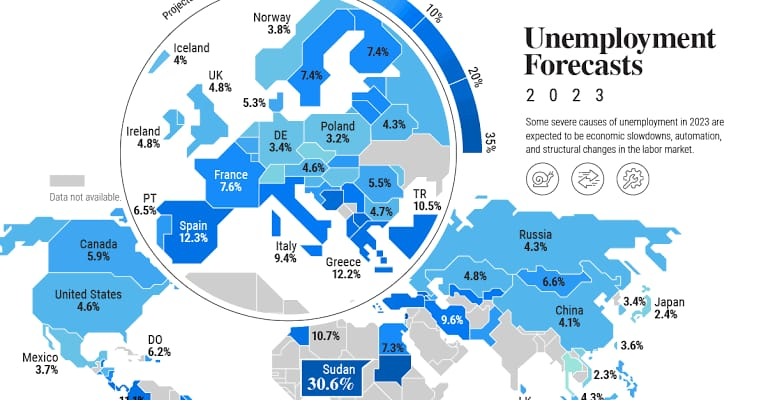 Projecte
10%
20%
35%
Unemployment
Forecasts
2023
Some severe causes of unemployment in 2023 are
expected to be economic slowdowns, automation,
and structural changes in the labor market.
Data not available.
Norway
3.8%
Iceland
4%
UK
4.8%
7.4%
7.4%
5.3%
Ireland
4.8%
DE
3.4%
Poland
3.2%
4.3%
France
7.6%
4.6%
5.5%
4.7%
PT
6.5%
Spain
12.3%
Italy
9.4%
Greece
12.2%
TR
10.5%
Canada
5.9%
United States
4.6%
Mexico
3.7%
DO
6.2%
11.1%
10.7%
7.3%
Sudan
30.6%
Russia
4.3%
4.8%
6.6%
9.6%
China
4.1%
3.4%
Japan
2.4%
3.6%
2.3%
4.3%
LK